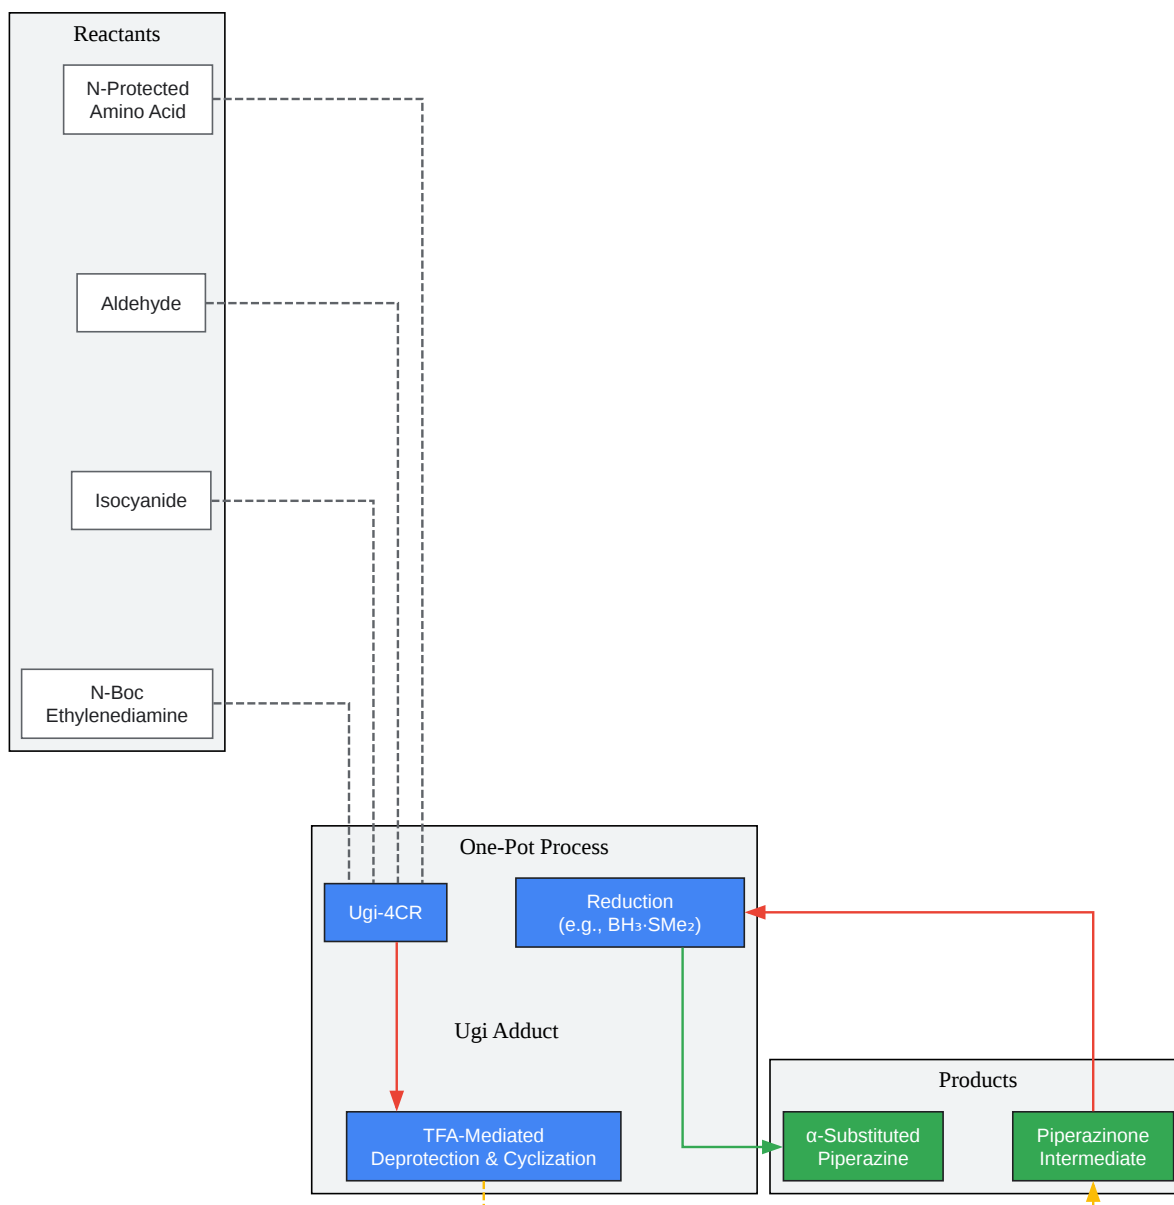 Reactants
N-Protected
Amino Acid
Aldehyde
Isocyanide
N-Boc
Ethylenediamine
One-Pot Process
Ugi-4CR
Reduction
(e.g., BH₃·SMe₂)
Ugi Adduct
TFA-Mediated
Deprotection & Cyclization
Products
α-Substituted
Piperazine
Piperazinone
Intermediate